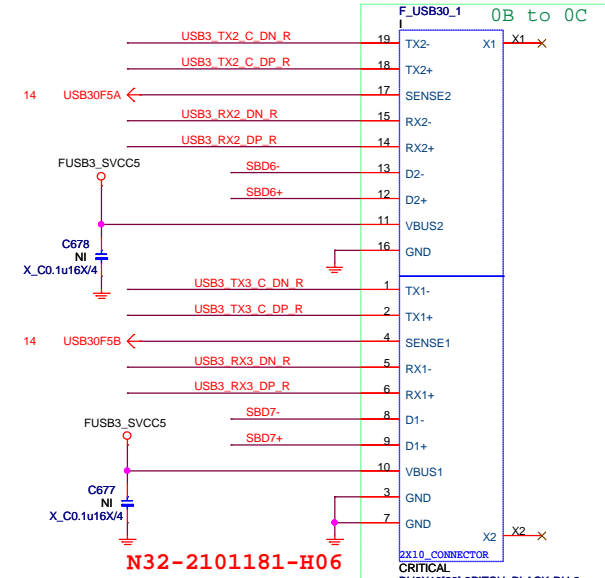 F_USB30_1
0B to 0C
I
USB3_TX2_C_DN_R 19 TX2- X1 X1
USB3_TX2_C_DP_R 18 TX2+
14 USB30F5A 17 SENSE2
USB3_RX2_DN_R 15 RX2-
USB3_RX2_DP_R 14 RX2+
FUSB3_SVCC5
SBD6- 13 D2-
SBD6+ 12 D2+
11 VBUS2
C678
NI
X_C0.1u16X/4
16 GND
USB3_TX3_C_DN_R 1 TX1-
USB3_TX3_C_DP_R 2 TX1+
14 USB30F5B 4 SENSE1
USB3_RX3_DN_R 5 RX1-
USB3_RX3_DP_R 6 RX1+
SBD7- 8 D1-
FUSB3_SVCC5
SBD7+ 9 D1+
10 VBUS1
C677
NI
X_C0.1u16X/4
3 GND
7 GND
X2 X2
2X10_CONNECTOR
N32-2101181-H06
CRITICAL